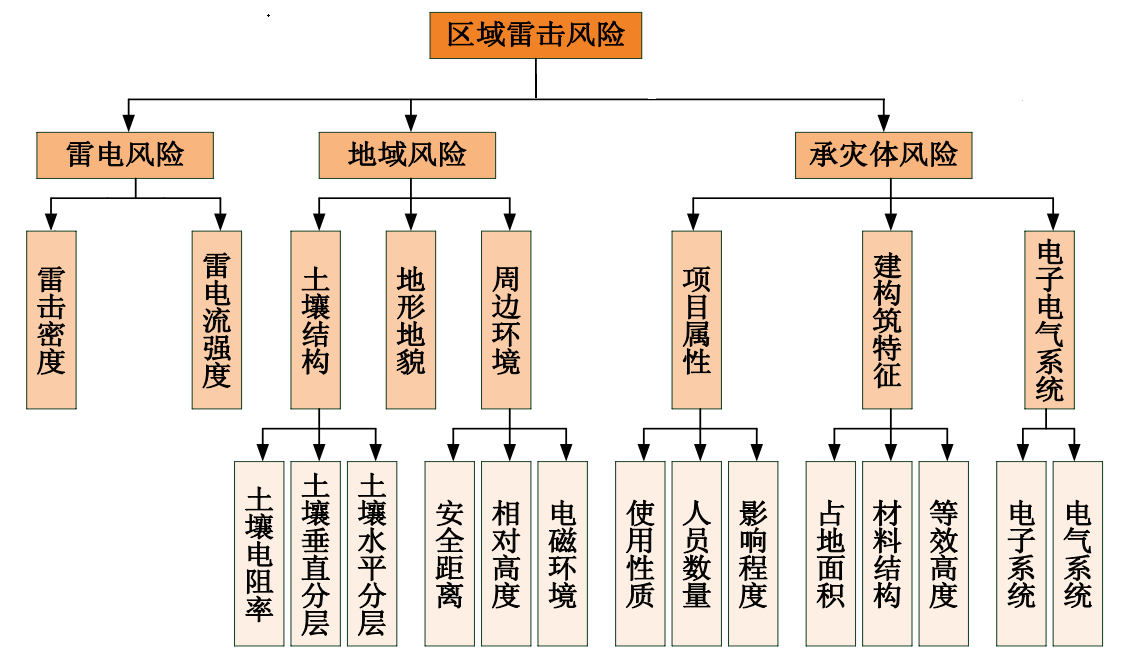 区域雷击风险
雷电风险
地域风险
承灾体风险
雷击密度
雷电流强度
土壤结构
地形地貌
周边环境
项目属性
建构筑特征
电子电气系统
土壤电阻率
土壤垂直分层
土壤水平分层
安全距离
相对高度
电磁环境
使用性质
人员数量
影响程度
占地面积
材料结构
等效高度
电子系统
电气系统